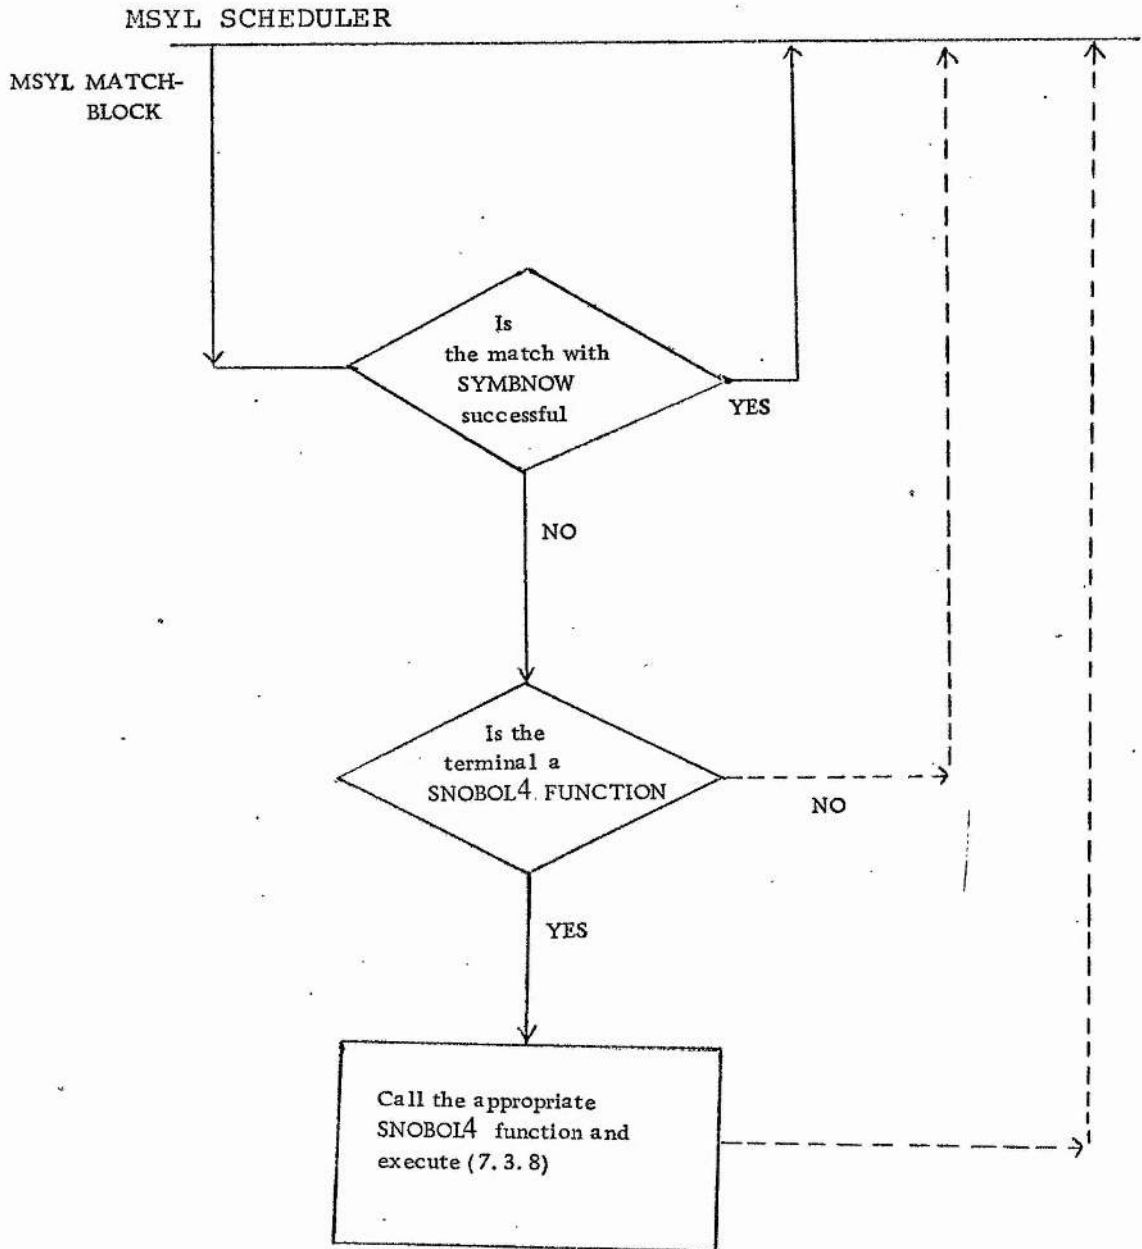 MSYL SCHEDULER
MSYL MATCH-
BLOCK
Is
the match with
SYMBNOW
successful
YES
NO
Is the
terminal a
SNOBOL4 FUNCTION
NO
YES
Call the appropriate
SNOBOL4 function and
execute (7.3.8)